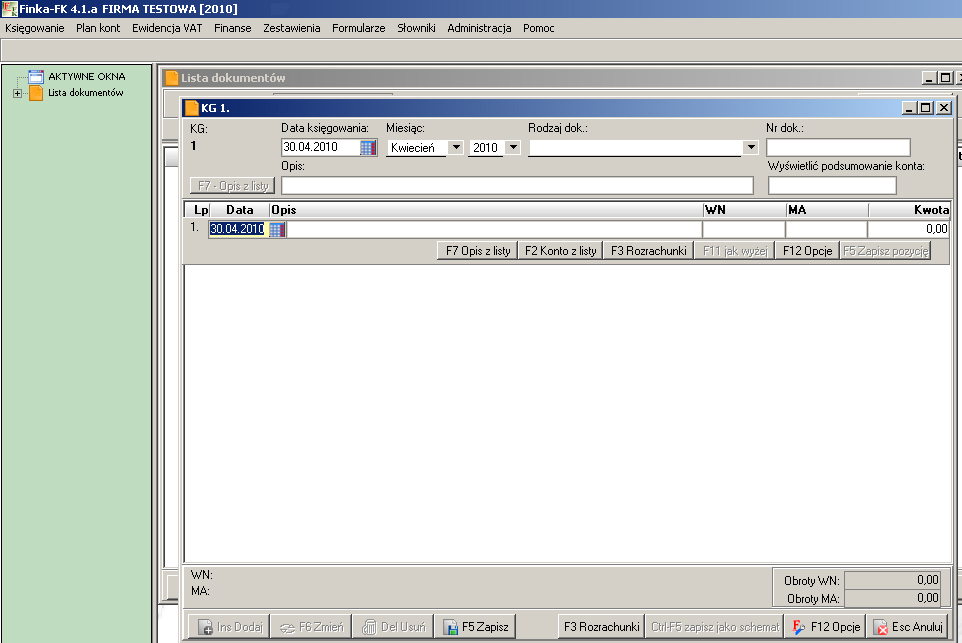 Finka-FK 4.1.a FIRMA TESTOWA [2010]
Księgowanie Plan kont Ewidencja VAT Finanse Zestawienia Formularze Słowniki Administracja Pomoc
AKTYWNE OKNA
Lista dokumentów
Lista dokumentów
KG 1.
KG: Data księgowania: Miesiąc: Rodzaj dok.: Nr dok.:
1 30.04.2010 Kwiecień 2010
Opis: Wyświetlić podsumowanie konta:
F7 - Opis z listy
Lp Data Opis WN MA Kwota
1. 30.04.2010 0,00
F7 Opis z listy F2 Konto z listy F3 Rozrachunki F11 jak wyżej F12 Opcje F5 Zapisz pozycję
WN:
MA:
Obroty WN: 0,00
Obroty MA: 0,00
Ins Dodaj F6 Zmień Del Usuń F5 Zapisz F3 Rozrachunki Ctrl-F5 zapisz jako schemat F12 Opcje Esc Anuluj